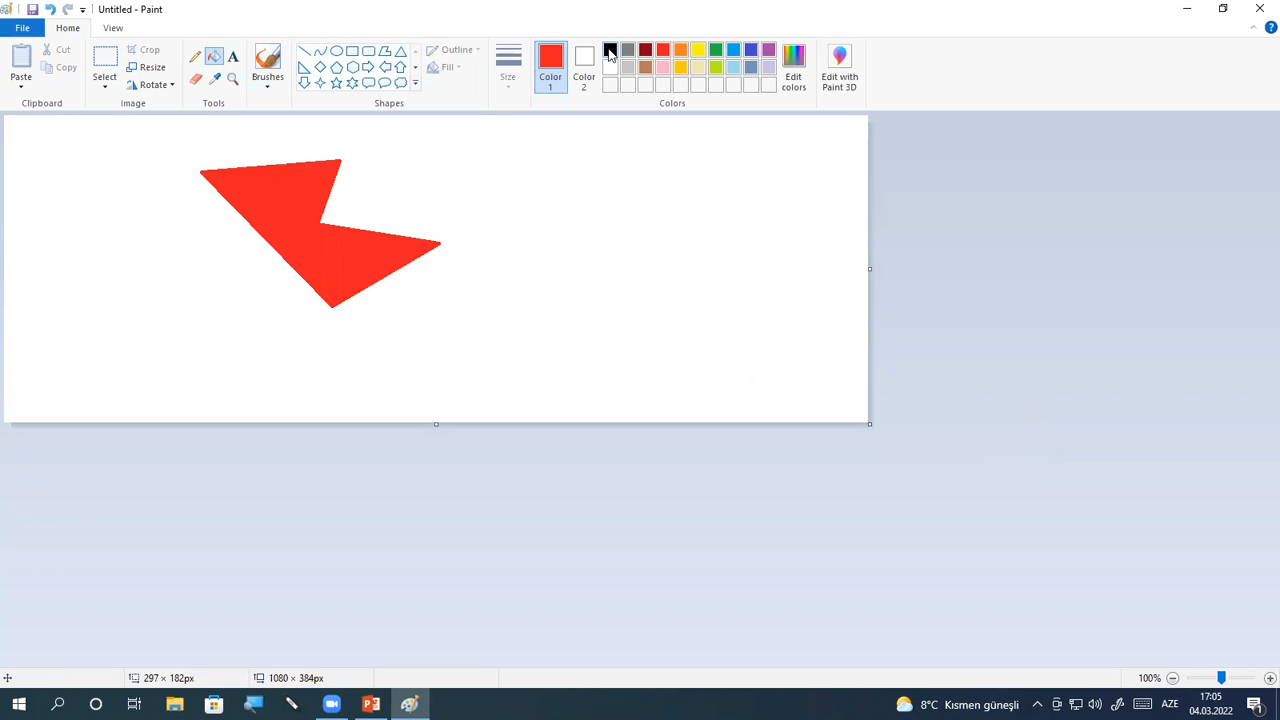 Untitled - Paint
File
Home
View
Paste
Cut
Copy
Clipboard
Select
Crop
Resize
Rotate
Image
A
Tools
Brushes
Outline
Fill
Shapes
Size
Color 1
Color 2
Colors
Edit colors
Edit with Paint 3D
297 × 182px
1080 × 384px
100%
8°C Kısmen güneşli
AZE
17:05
04.03.2022
1